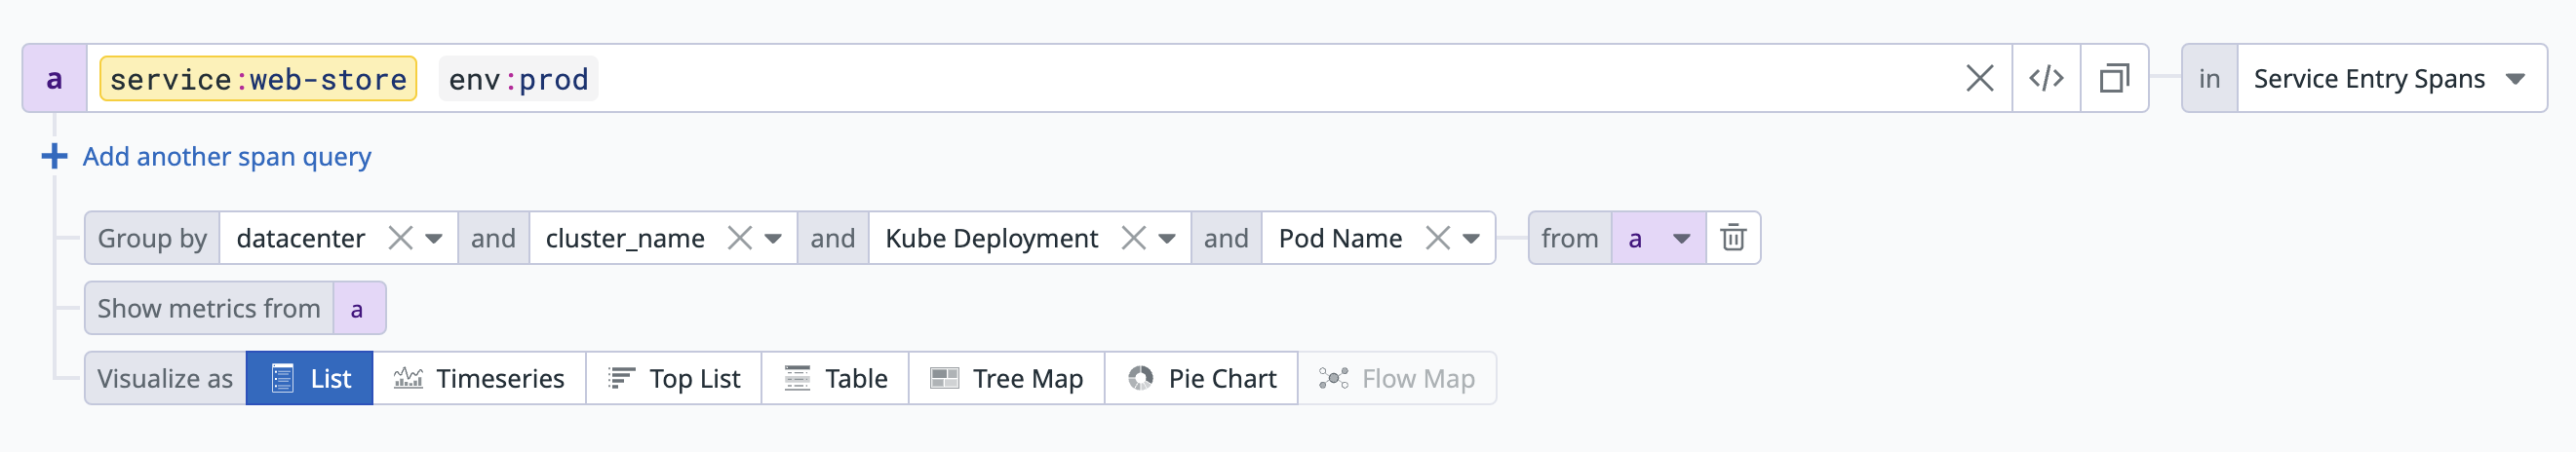 a service:web-store env:prod </> in Service Entry Spans
+ Add another span query
Group by datacenter and cluster_name and Kube Deployment and Pod Name from a
Show metrics from a
Visualize as List Timeseries Top List Table Tree Map Pie Chart Flow Map